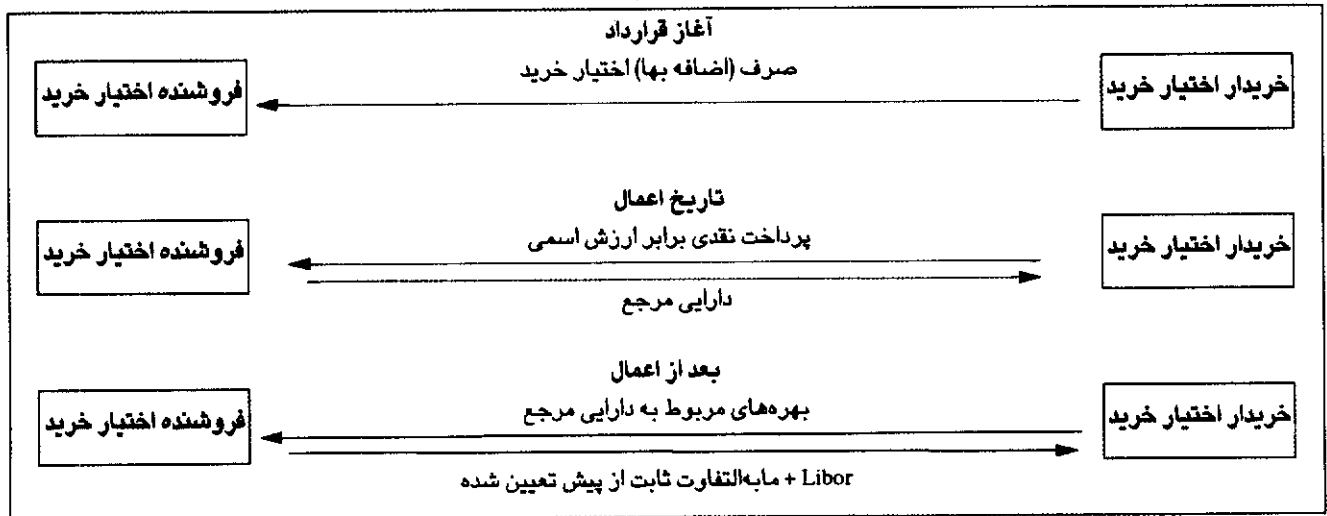 آغاز قرارداد
صرف (اضافه بها) اختیار خرید
خریدار اختیار خرید
فروشنده اختیار خرید
تاریخ اعمال
پرداخت نقدی برابر ارزش اسمی
خریدار اختیار خرید
فروشنده اختیار خرید
دارایی مرجع
بعد از اعمال
بهره‌های مربوط به دارایی مرجع
خریدار اختیار خرید
فروشنده اختیار خرید
Libor + مابه‌التفاوت ثابت از پیش تعیین شده